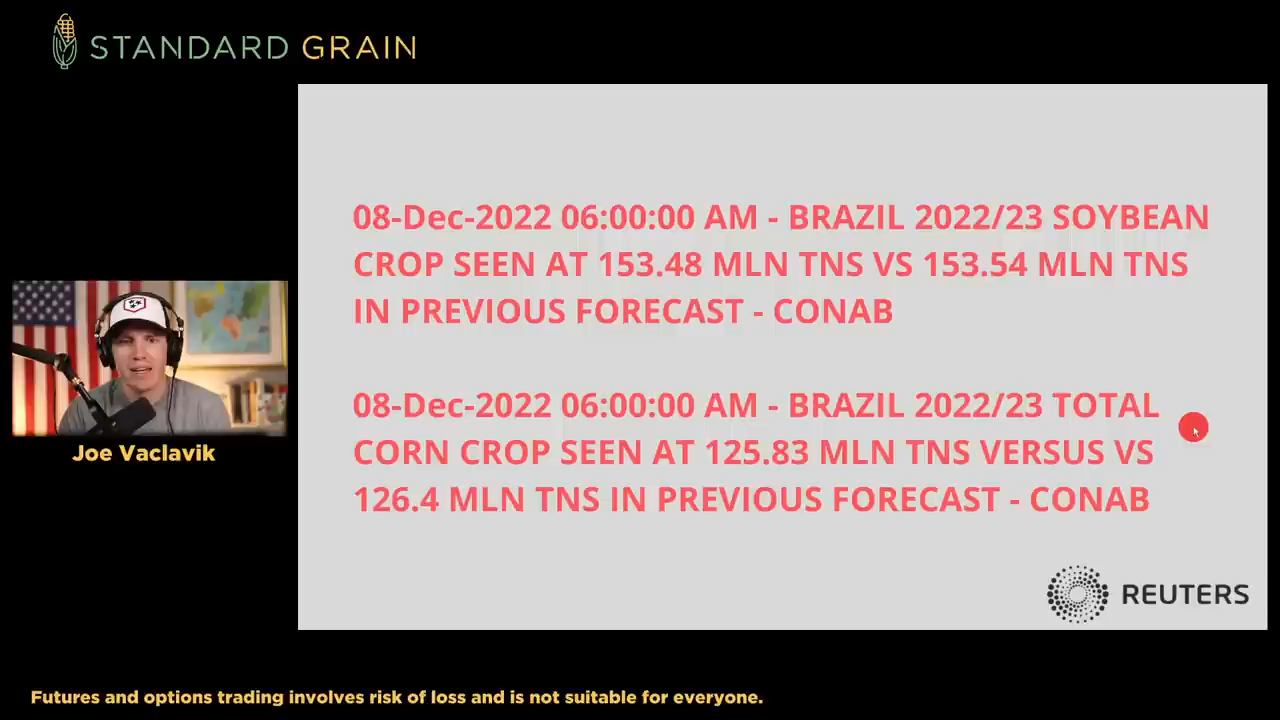 STANDARD GRAIN
08-Dec-2022 06:00:00 AM - BRAZIL 2022/23 SOYBEAN
CROP SEEN AT 153.48 MLN TNS VS 153.54 MLN TNS
IN PREVIOUS FORECAST - CONAB
08-Dec-2022 06:00:00 AM - BRAZIL 2022/23 TOTAL
CORN CROP SEEN AT 125.83 MLN TNS VERSUS VS
126.4 MLN TNS IN PREVIOUS FORECAST - CONAB
REUTERS
Joe Vaclavik
Futures and options trading involves risk of loss and is not suitable for everyone.